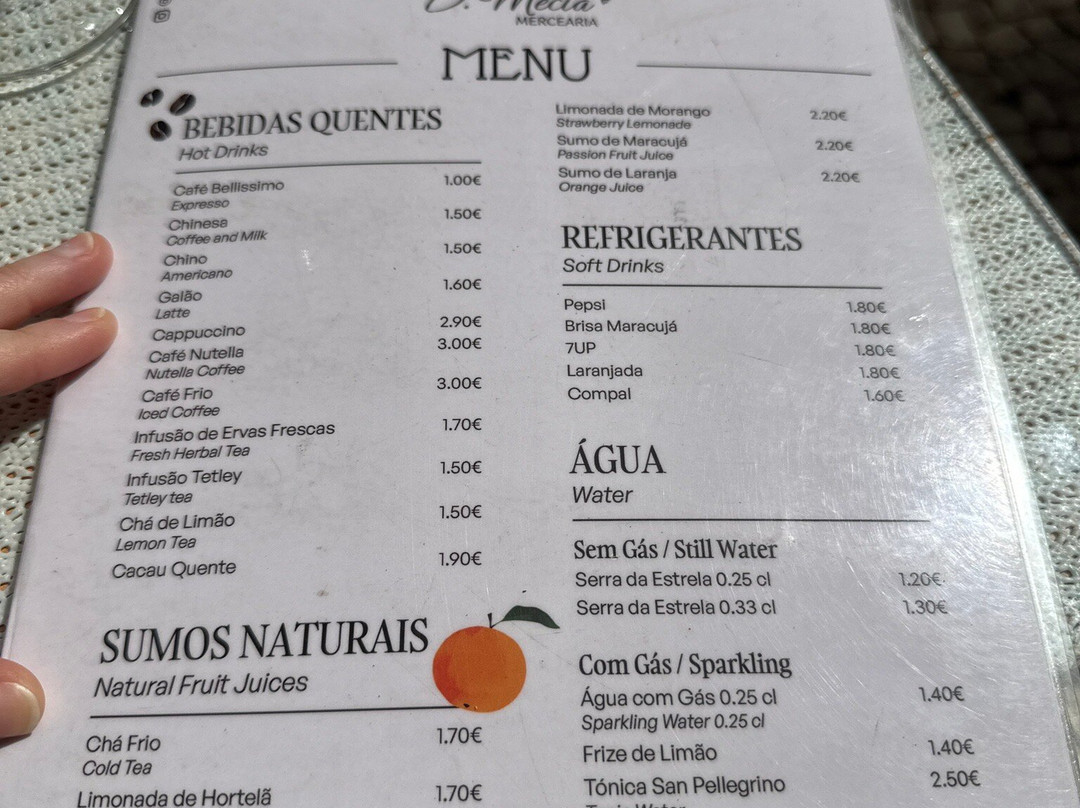 D. Mécia
MERCEARIA
MENU
BEBIDAS QUENTES
Hot Drinks
Café Bellissimo 1.00€
Expresso
Chinesa 1.50€
Coffee and Milk
Chino 1.50€
Americano
Galão 1.60€
Latte
Cappuccino 2.90€
Café Nutella 3.00€
Nutella Coffee
Café Frio 3.00€
Iced Coffee
Infusão de Ervas Frescas 1.70€
Fresh Herbal Tea
Infusão Tetley 1.50€
Tetley tea
Chá de Limão 1.50€
Lemon Tea
Cacau Quente 1.90€
SUMOS NATURAIS
Natural Fruit Juices
Chá Frio 1.70€
Cold Tea
Limonada de Hortelã 1.70€
Limonada de Morango 2.20€
Strawberry Lemonade
Sumo de Maracujá 2.20€
Passion Fruit Juice
Sumo de Laranja 2.20€
Orange Juice
REFRIGERANTES
Soft Drinks
Pepsi 1.80€
Brisa Maracujá 1.80€
7UP 1.80€
Laranjada 1.80€
Compal 1.60€
ÁGUA
Water
Sem Gás / Still Water
Serra da Estrela 0.25 cl 1.20€
Serra da Estrela 0.33 cl 1.30€
Com Gás / Sparkling
Água com Gás 0.25 cl 1.40€
Sparkling Water 0.25 cl
Frize de Limão 1.40€
Tónica San Pellegrino 2.50€
Tonic Water